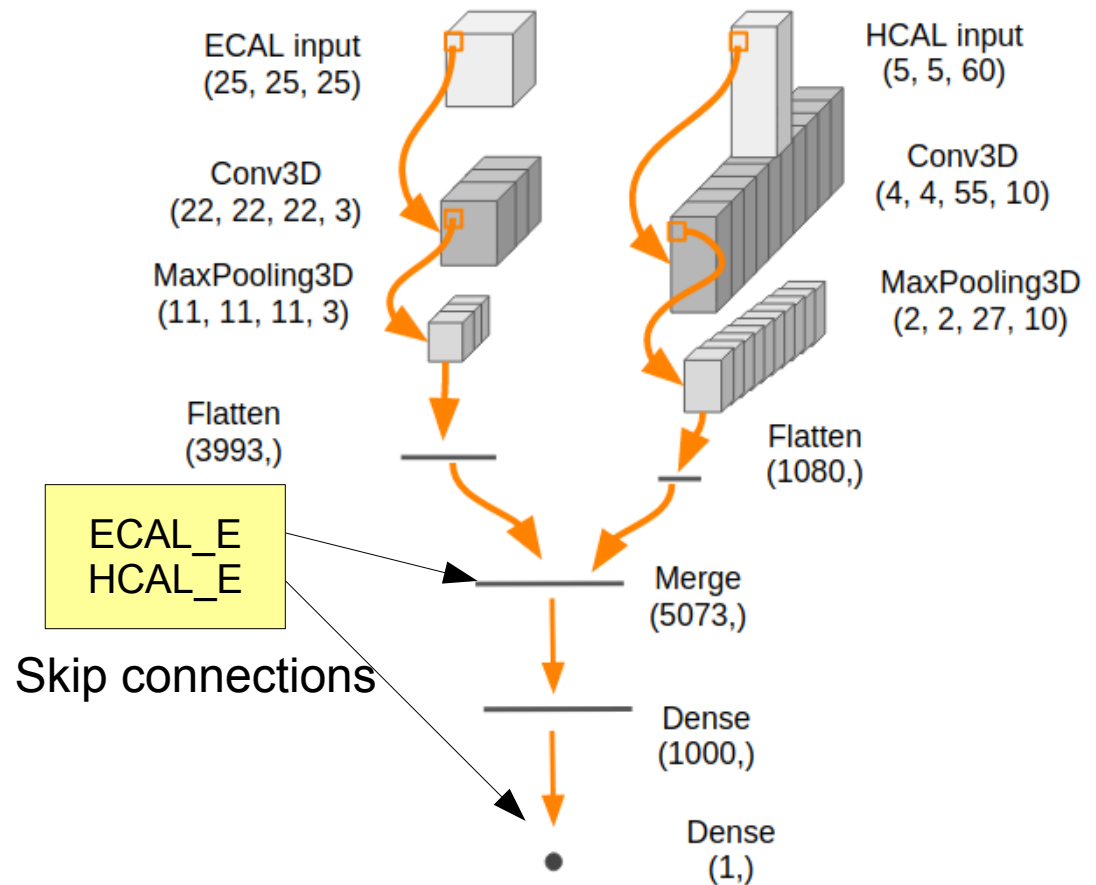 ECAL input
(25, 25, 25)
HCAL input
(5, 5, 60)
Conv3D
(22, 22, 22, 3)
Conv3D
(4, 4, 55, 10)
MaxPooling3D
(11, 11, 11, 3)
MaxPooling3D
(2, 2, 27, 10)
Flatten
(3993,)
Flatten
(1080,)
ECAL_E
HCAL_E
Skip connections
Merge
(5073,)
Dense
(1000,)
Dense
(1,)